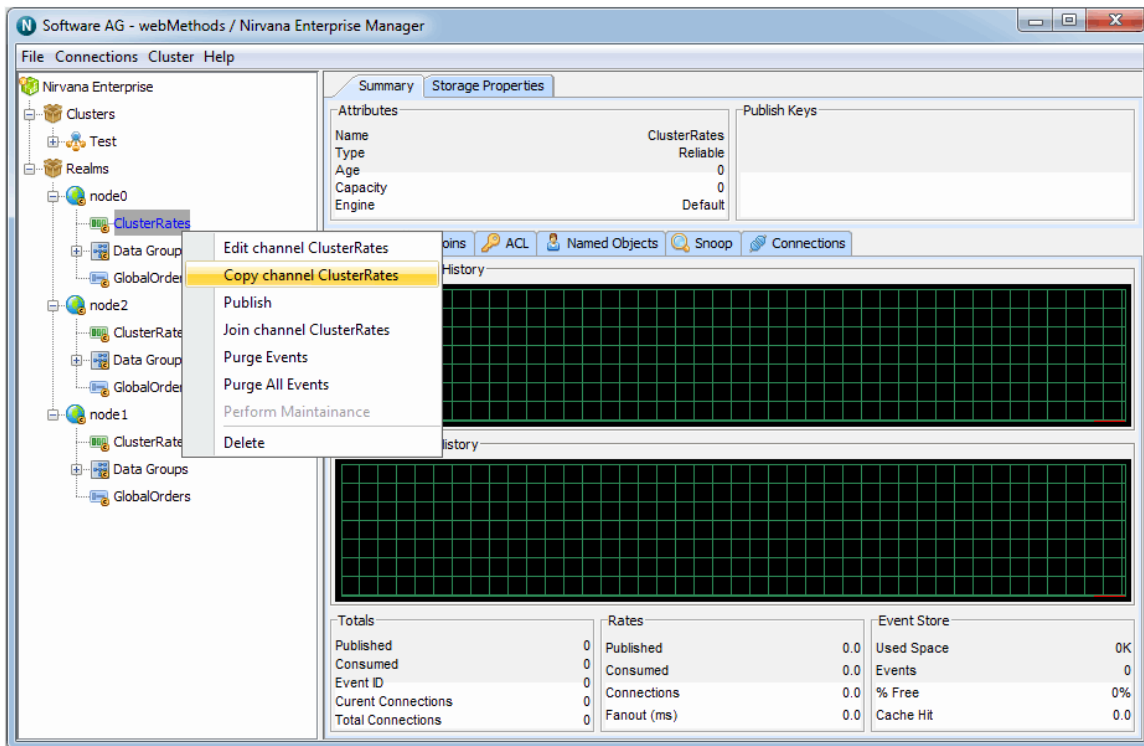 Software AG - webMethods / Nirvana Enterprise Manager
File Connections Cluster Help
Nirvana Enterprise
Clusters
Test
Realms
node0
ClusterRates
Data Group
GlobalOrde
node2
ClusterRate
Data Group
GlobalOrde
node1
ClusterRate
Data Groups
GlobalOrders
Edit channel ClusterRates
Copy channel ClusterRates
Publish
Join channel ClusterRates
Purge Events
Purge All Events
Perform Maintainance
Delete
Summary Storage Properties
Attributes
Name ClusterRates
Type Reliable
Age 0
Capacity 0
Engine Default
Publish Keys
oins ACL Named Objects Snoop Connections
History
istory
Totals
Published 0
Consumed 0
Event ID 0
Curent Connections 0
Total Connections 0
Rates
Published 0.0
Consumed 0.0
Connections 0.0
Fanout (ms) 0.0
Event Store
Used Space 0K
Events 0
% Free 0%
Cache Hit 0.0